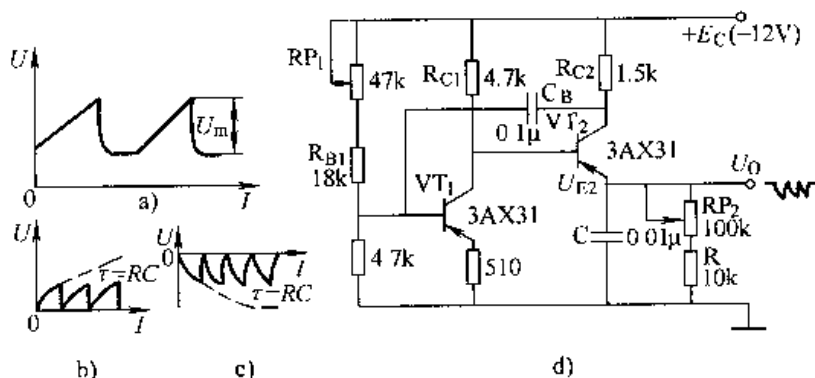 U
U_m
0
I
a)
U
τ=RC
0
I
b)
U
0
I
τ=RC
c)
+E_C(-12V)
RP_1
47k
R_C1
4.7k
R_C2
1.5k
C_B
0 1μ
VT_2
3AX31
R_B1
18k
VT_1
3AX31
U_E2
U_O
C
0 01μ
RP_2
100k
R
10k
4 7k
510
d)